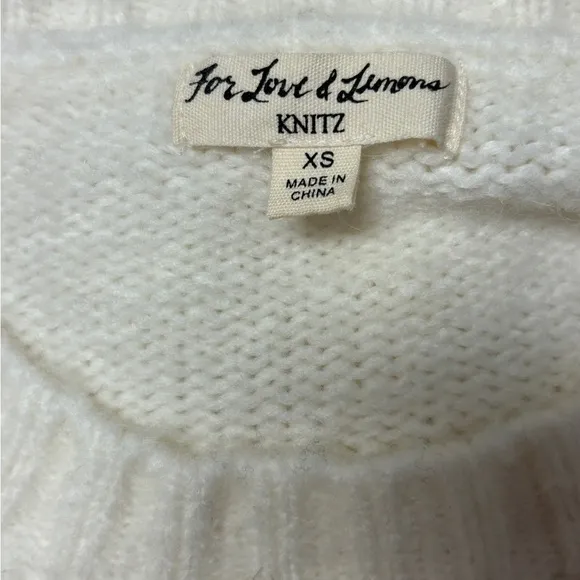 For Love & Lemons
KNITZ
XS
MADE IN
CHINA